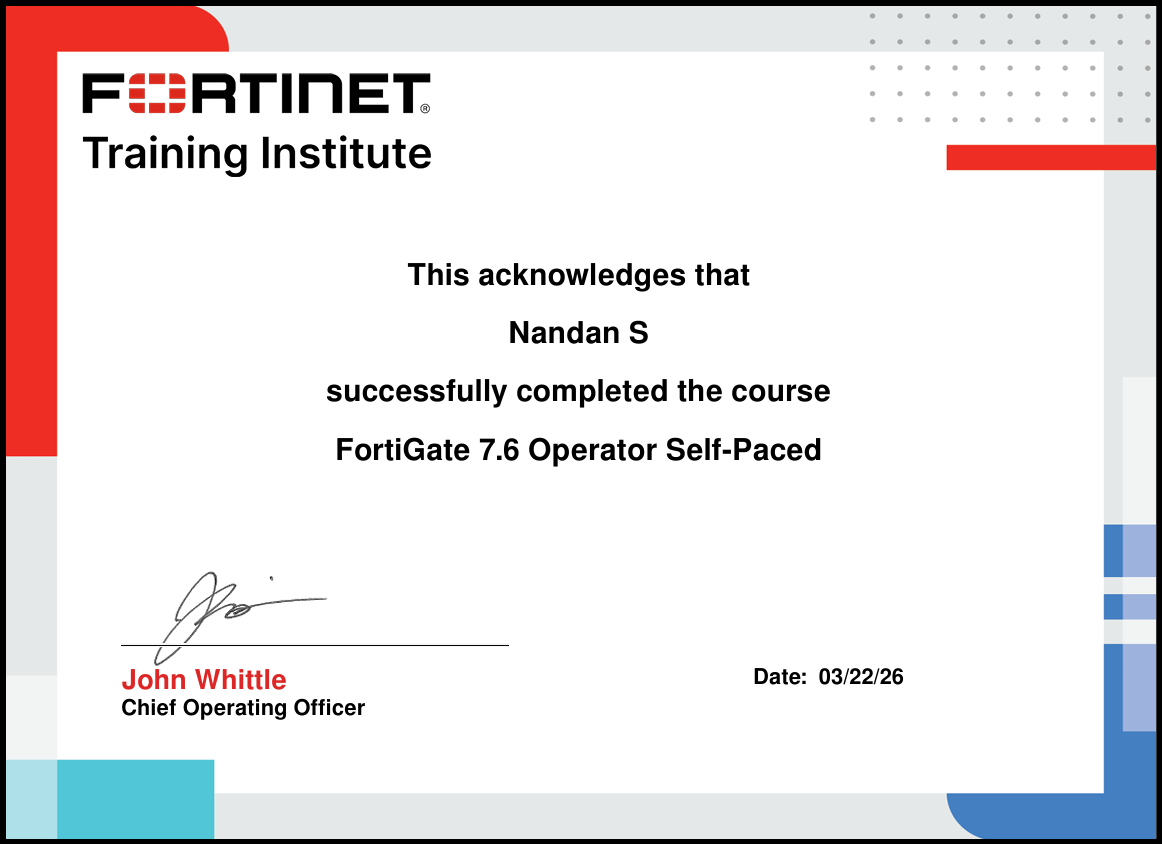 FORTINET®
Training Institute
This acknowledges that
Nandan S
successfully completed the course
FortiGate 7.6 Operator Self-Paced
John Whittle
Chief Operating Officer
Date: 03/22/26